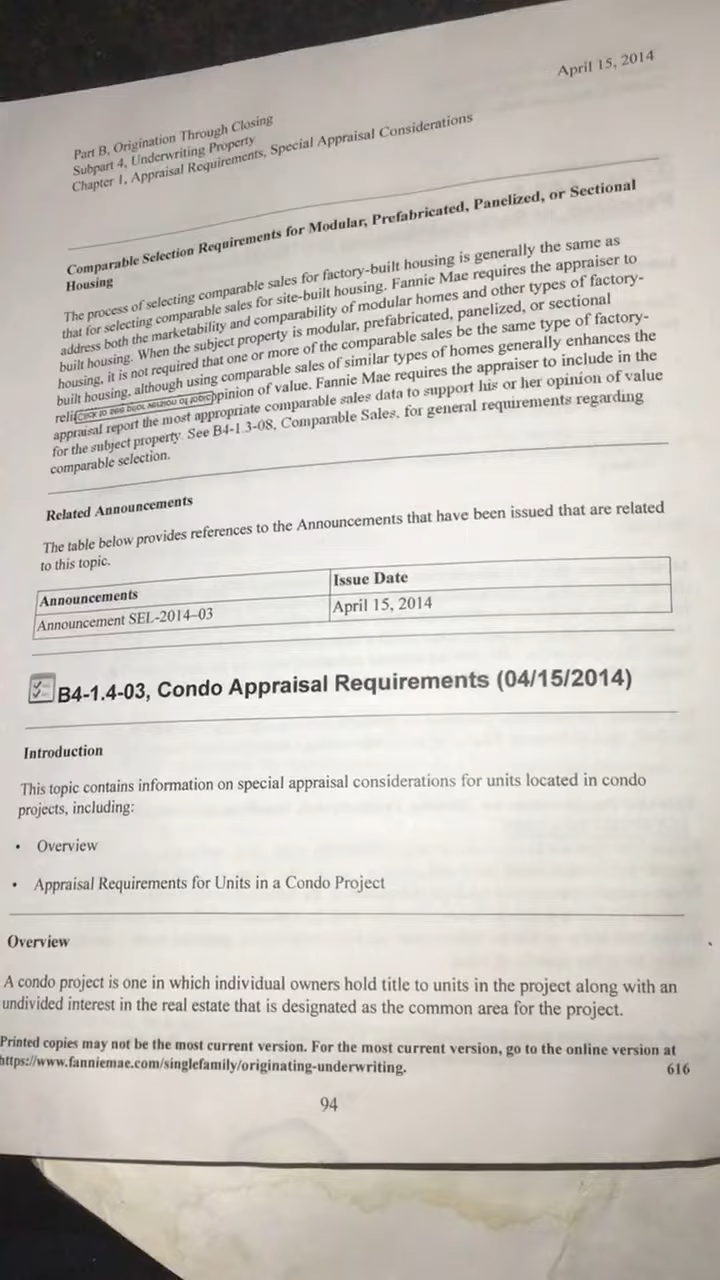 April 15, 2014
Part B, Origination Through Closing
Subpart 4, Underwriting Property
Chapter 1, Appraisal Requirements, Special Appraisal Considerations
Comparable Selection Requirements for Modular, Prefabricated, Panelized, or Sectional
Housing
The process of selecting comparable sales for factory-built housing is generally the same as
that for selecting comparable sales for site-built housing. Fannie Mae requires the appraiser to
address both the marketability and comparability of modular homes and other types of factory-
built housing. When the subject property is modular, prefabricated, panelized, or sectional
housing, it is not required that one or more of the comparable sales be the same type of factory-
built housing, although using comparable sales of similar types of homes generally enhances the
reli opinion of value. Fannie Mae requires the appraiser to include in the
appraisal report the most appropriate comparable sales data to support his or her opinion of value
for the subject property. See B4-1.3-08, Comparable Sales, for general requirements regarding
comparable selection.
Related Announcements
The table below provides references to the Announcements that have been issued that are related
to this topic.
Announcements Issue Date
Announcement SEL-2014–03 April 15, 2014
B4-1.4-03, Condo Appraisal Requirements (04/15/2014)
Introduction
This topic contains information on special appraisal considerations for units located in condo
projects, including:
• Overview
• Appraisal Requirements for Units in a Condo Project
Overview
A condo project is one in which individual owners hold title to units in the project along with an
undivided interest in the real estate that is designated as the common area for the project.
Printed copies may not be the most current version. For the most current version, go to the online version at
https://www.fanniemae.com/singlefamily/originating-underwriting.
616
94